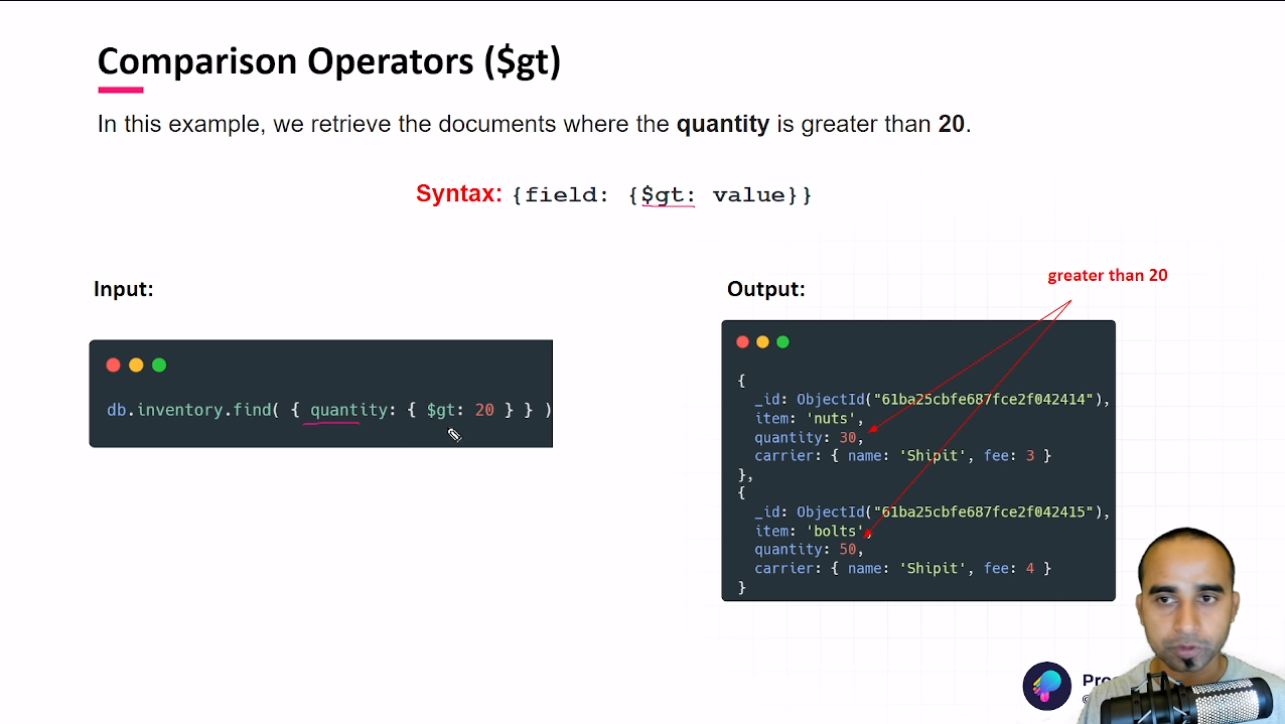 Comparison Operators ($gt)
In this example, we retrieve the documents where the quantity is greater than 20.
Syntax: {field: {$gt: value}}
Input:
db.inventory.find( { quantity: { $gt: 20 } } )
Output:
greater than 20
{
_id: ObjectId("61ba25cbfe687fce2f042414"),
item: 'nuts',
quantity: 30,
carrier: { name: 'Shipit', fee: 3 }
},
{
_id: ObjectId("61ba25cbfe687fce2f042415"),
item: 'bolts',
quantity: 50,
carrier: { name: 'Shipit', fee: 4 }
}